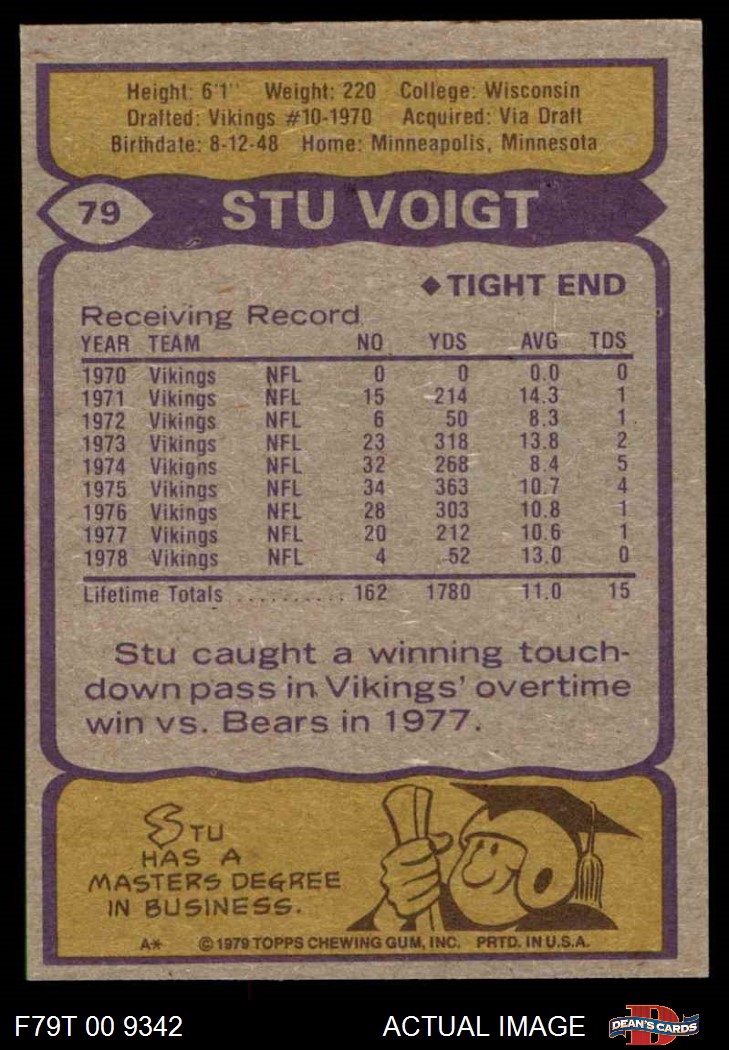 Height: 6'1" Weight: 220 College: Wisconsin
Drafted: Vikings #10-1970 Acquired: Via Draft
Birthdate: 8-12-48 Home: Minneapolis, Minnesota
79 STU VOIGT
◆ TIGHT END
Receiving Record
YEAR TEAM NO YDS AVG TDS
1970 Vikings NFL 0 0 0.0 0
1971 Vikings NFL 15 214 14.3 1
1972 Vikings NFL 6 50 8.3 1
1973 Vikings NFL 23 318 13.8 2
1974 Vikigns NFL 32 268 8.4 5
1975 Vikings NFL 34 363 10.7 4
1976 Vikings NFL 28 303 10.8 1
1977 Vikings NFL 20 212 10.6 1
1978 Vikings NFL 4 52 13.0 0
Lifetime Totals .......... 162 1780 11.0 15
Stu caught a winning touch-
down pass in Vikings' overtime
win vs. Bears in 1977.
STU
HAS A
MASTERS DEGREE
IN BUSINESS.
A* ©1979 TOPPS CHEWING GUM, INC. PRTD. IN U.S.A.
F79T 00 9342 ACTUAL IMAGE D DEAN'S CARDS